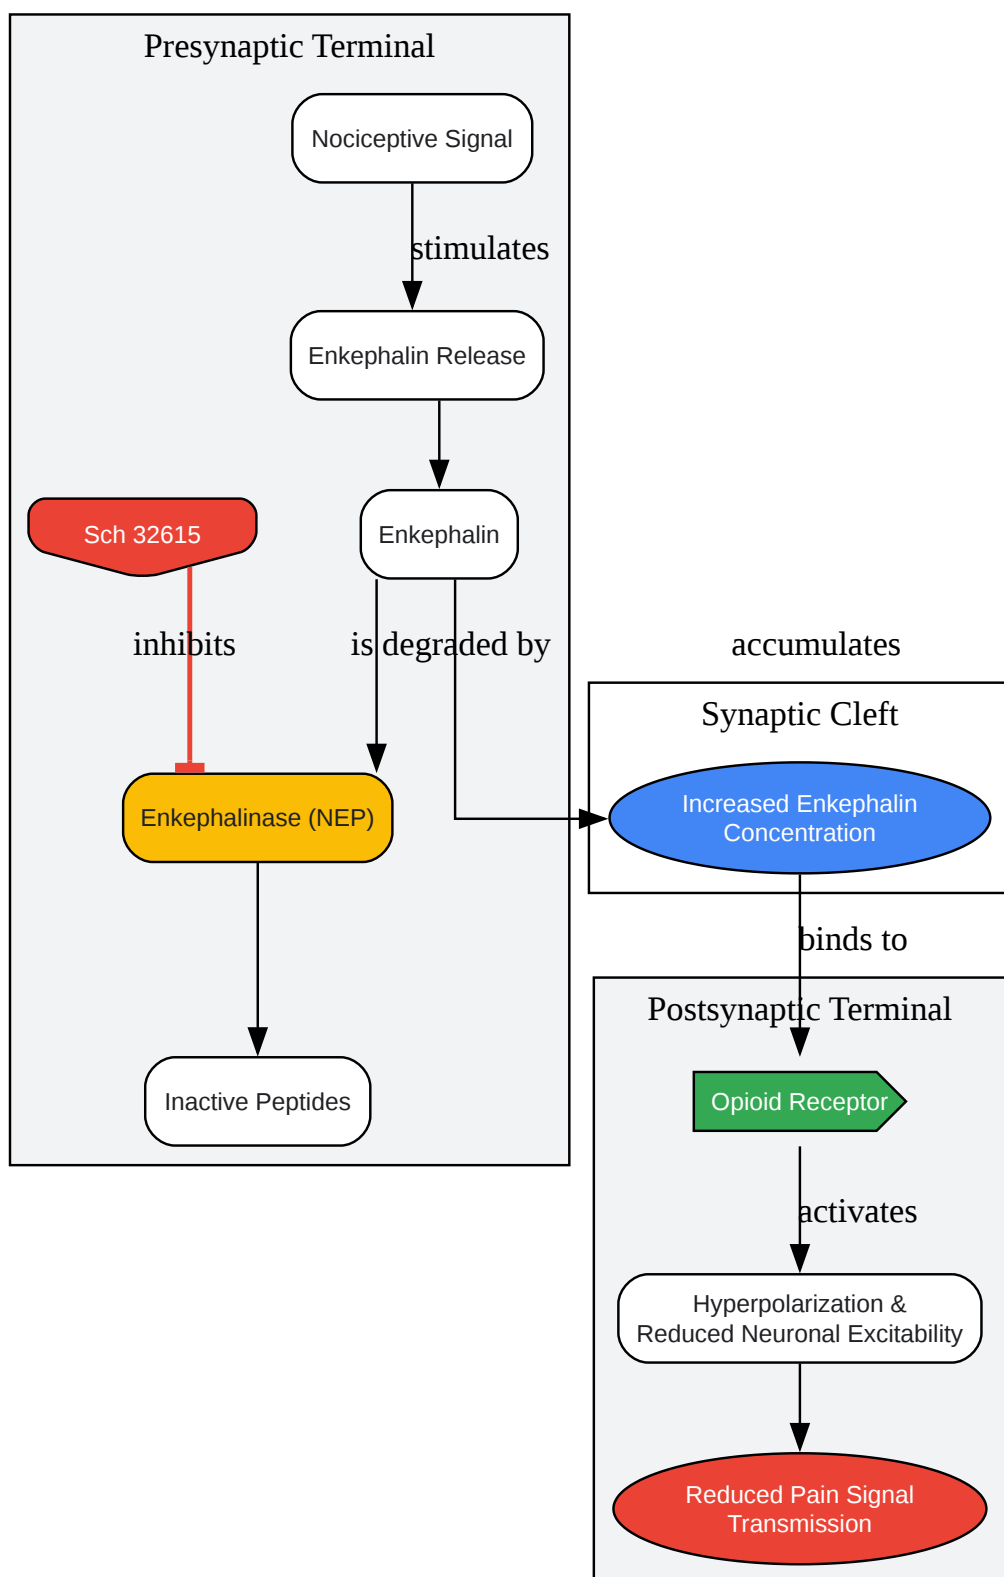 Presynaptic Terminal
Nociceptive Signal
stimulates
Enkephalin Release
Sch 32615
Enkephalin
inhibits
is degraded by
accumulates
Synaptic Cleft
Enkephalinase (NEP)
Increased Enkephalin
Concentration
binds to
Postsynaptic Terminal
Inactive Peptides
Opioid Receptor
activates
Hyperpolarization &
Reduced Neuronal Excitability
Reduced Pain Signal
Transmission